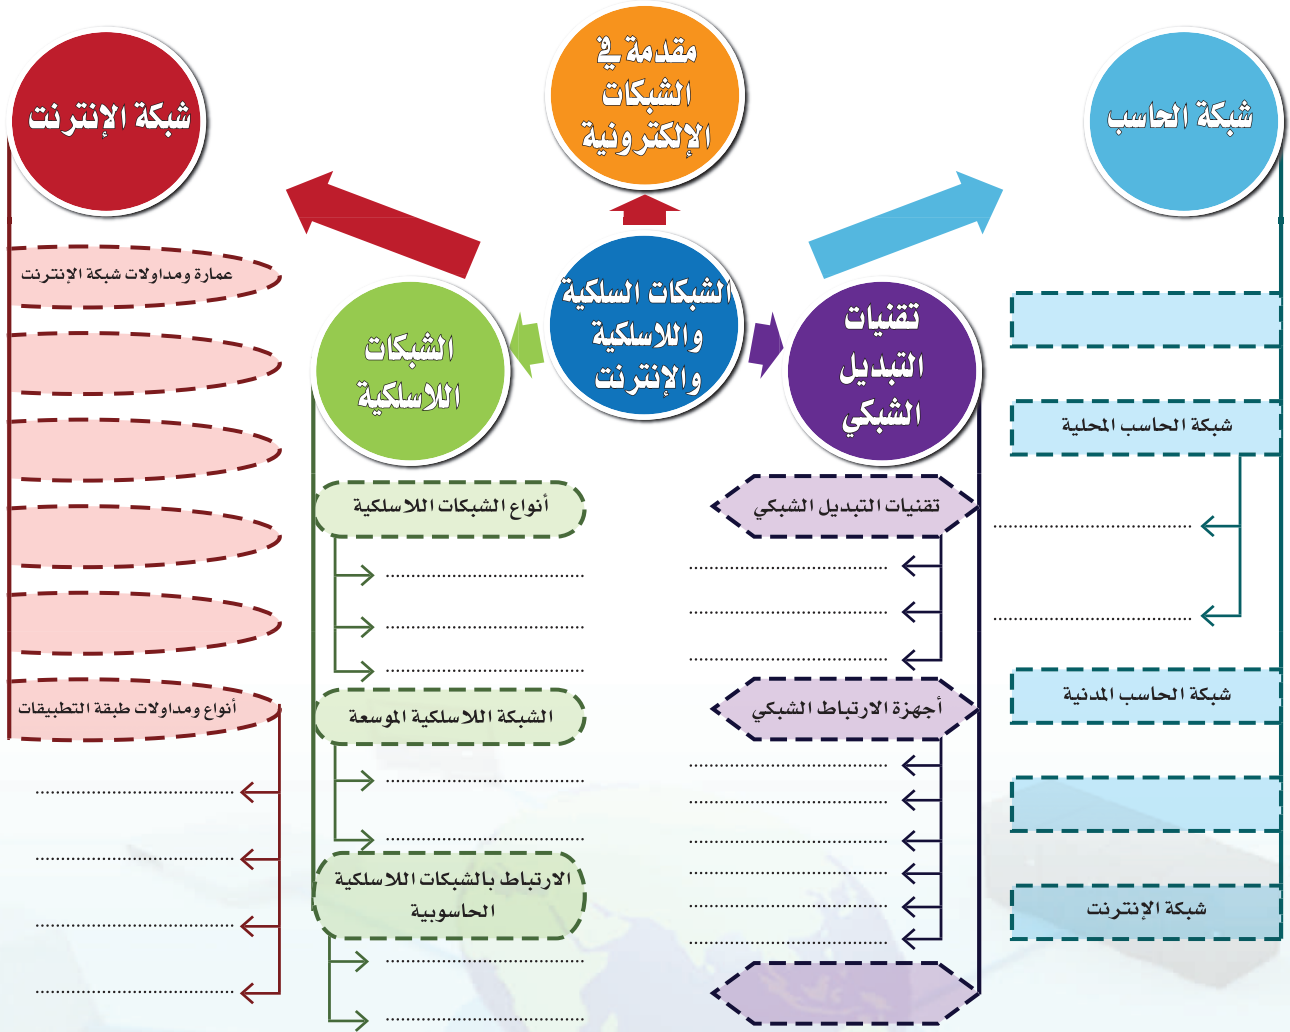 مقدمة في
الشبكات
الإلكترونية
شبكة الحاسب
شبكة الإنترنت
الشبكات السلكية
واللاسلكية
والإنترنت
تقنيات
التبديل
الشبكي
الشبكات
اللاسلكية
شبكة الحاسب المحلية
شبكة الحاسب المدنية
شبكة الإنترنت
تقنيات التبديل الشبكي
أجهزة الارتباط الشبكي
أنواع الشبكات اللاسلكية
الشبكة اللاسلكية الموسعة
الارتباط بالشبكات اللاسلكية
الحاسوبية
عمارة ومداولات شبكة الإنترنت
أنواع ومداولات طبقة التطبيقات